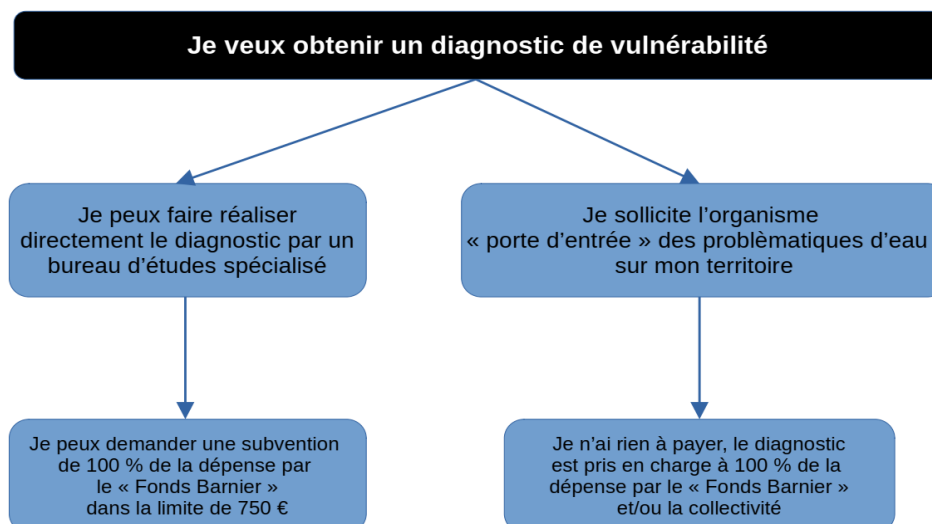 Je veux obtenir un diagnostic de vulnérabilité
Je peux faire réaliser
directement le diagnostic par un
bureau d'études spécialisé
Je sollicite l'organisme
« porte d'entrée » des problèmatiques d'eau
sur mon territoire
Je peux demander une subvention
de 100 % de la dépense par
le « Fonds Barnier »
dans la limite de 750 €
Je n'ai rien à payer, le diagnostic
est pris en charge à 100 % de la
dépense par le « Fonds Barnier »
et/ou la collectivité